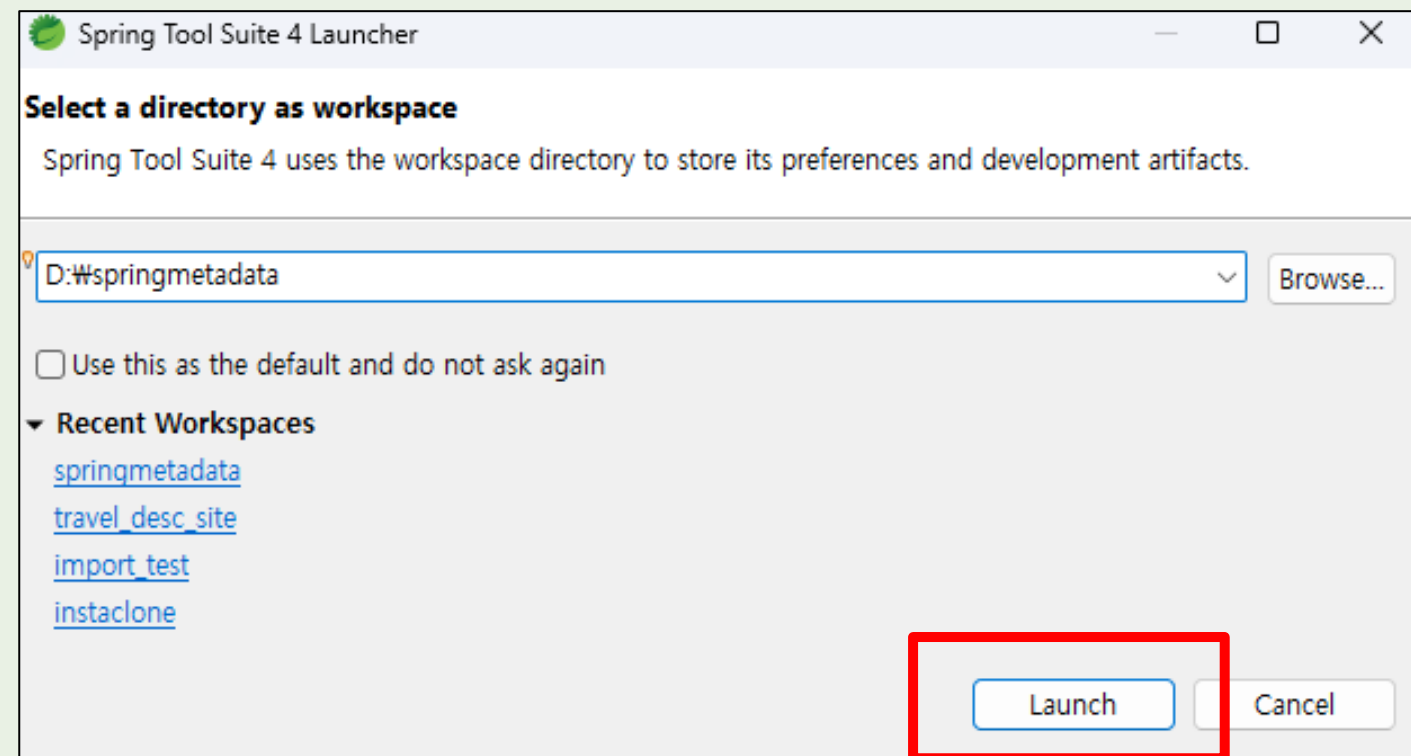 Spring Tool Suite 4 Launcher
Select a directory as workspace
Spring Tool Suite 4 uses the workspace directory to store its preferences and development artifacts.
D:₩springmetadata
Browse...
Use this as the default and do not ask again
Recent Workspaces
springmetadata
travel_desc_site
import_test
instaclone
Launch
Cancel